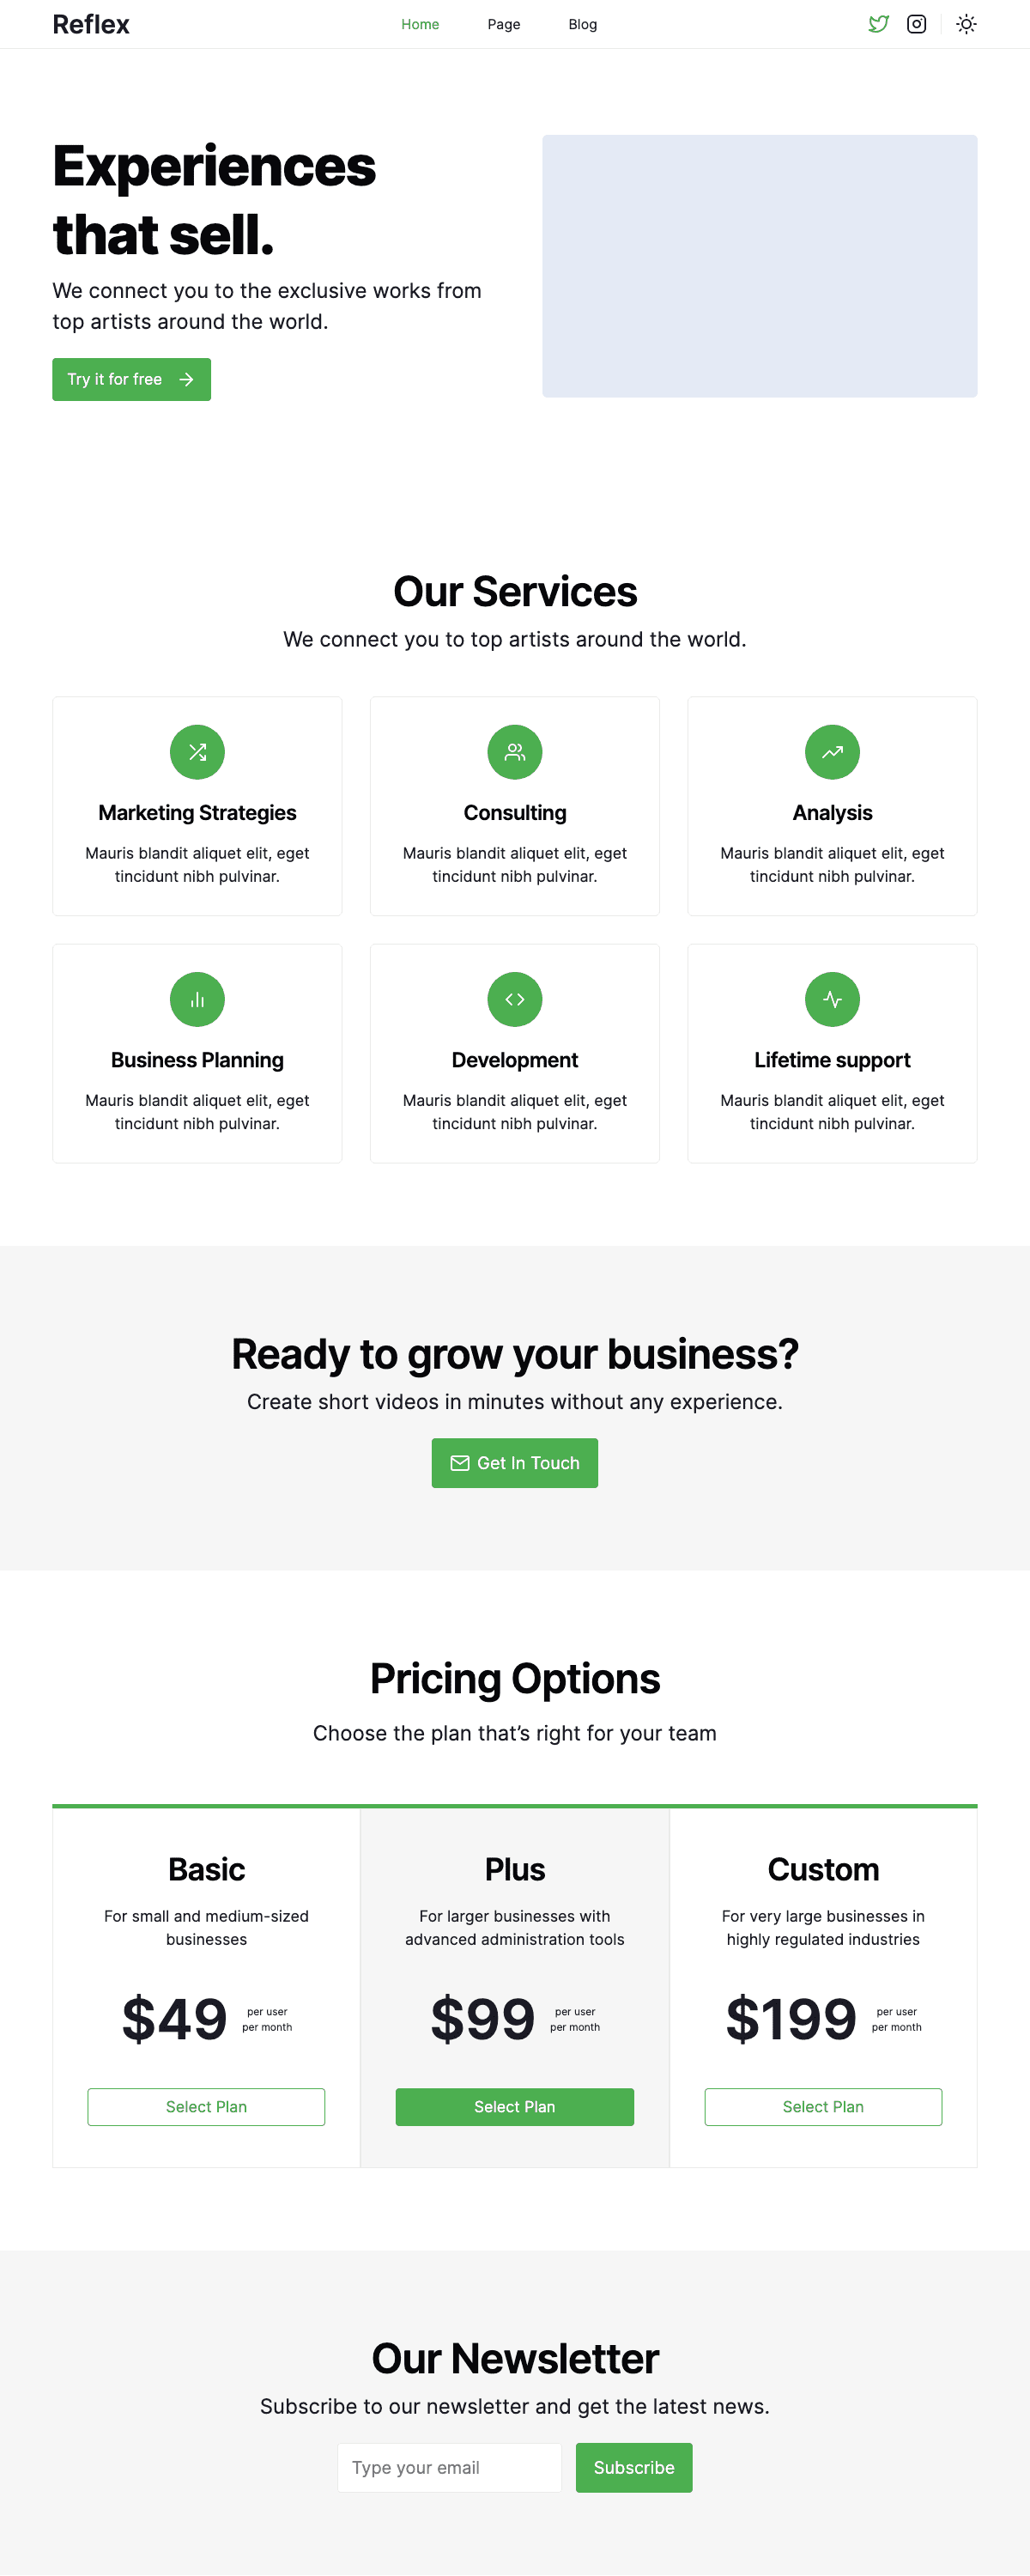 Reflex
Home
Page
Blog
Experiences
that sell.
We connect you to the exclusive works from
top artists around the world.
Try it for free
Our Services
We connect you to top artists around the world.
Marketing Strategies
Mauris blandit aliquet elit, eget
tincidunt nibh pulvinar.
Consulting
Mauris blandit aliquet elit, eget
tincidunt nibh pulvinar.
Analysis
Mauris blandit aliquet elit, eget
tincidunt nibh pulvinar.
Business Planning
Mauris blandit aliquet elit, eget
tincidunt nibh pulvinar.
Development
Mauris blandit aliquet elit, eget
tincidunt nibh pulvinar.
Lifetime support
Mauris blandit aliquet elit, eget
tincidunt nibh pulvinar.
Ready to grow your business?
Create short videos in minutes without any experience.
Get In Touch
Pricing Options
Choose the plan that’s right for your team
Basic
For small and medium-sized
businesses
$49
per user
per month
Select Plan
Plus
For larger businesses with
advanced administration tools
$99
per user
per month
Select Plan
Custom
For very large businesses in
highly regulated industries
$199
per user
per month
Select Plan
Our Newsletter
Subscribe to our newsletter and get the latest news.
Type your email
Subscribe